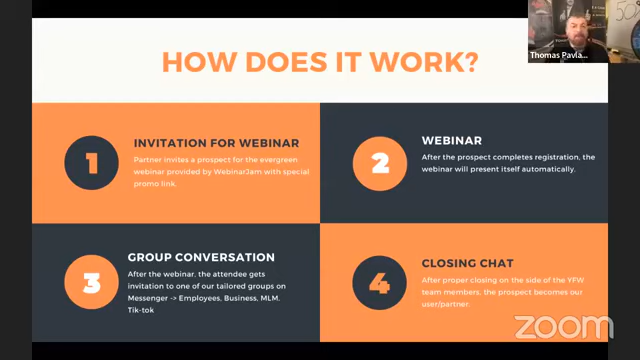 HOW DOES IT WORK?
Thomas Pavla...
1
INVITATION FOR WEBINAR
Partner invites a prospect for the evergreen
webinar provided by WebinarJam with special
promo link.
2
WEBINAR
After the prospect completes registration, the
webinar will present itself automatically.
3
GROUP CONVERSATION
After the webinar, the attendee gets
invitation to one of our tailored groups on
Messenger -> Employees, Business, MLM,
Tik-tok
4
CLOSING CHAT
After proper closing on the side of the YFW
team members, the prospect becomes our
user/partner.
zoom